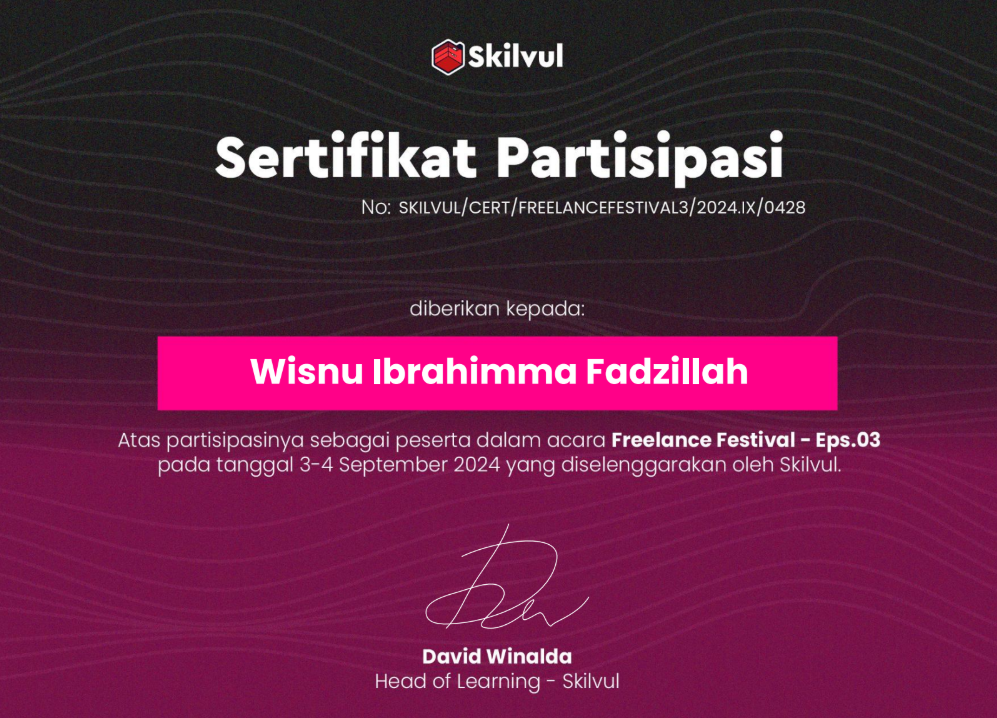 Skilvul
Sertifikat Partisipasi
No: SKILVUL/CERT/FREELANCEFESTIVAL3/2024.IX/0428
diberikan kepada:
Wisnu Ibrahimma Fadzillah
Atas partisipasinya sebagai peserta dalam acara Freelance Festival - Eps.03
pada tanggal 3-4 September 2024 yang diselenggarakan oleh Skilvul.
David Winalda
Head of Learning - Skilvul